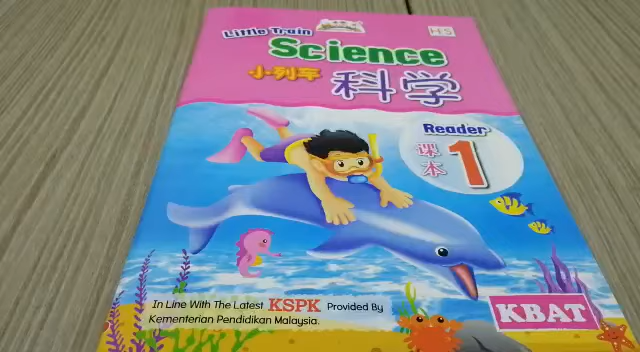 Little Train
HES
Science
小列车 科学
Reader 1
课本
In Line With The Latest KSPK Provided By
Kementerian Pendidikan Malaysia.
KBAT